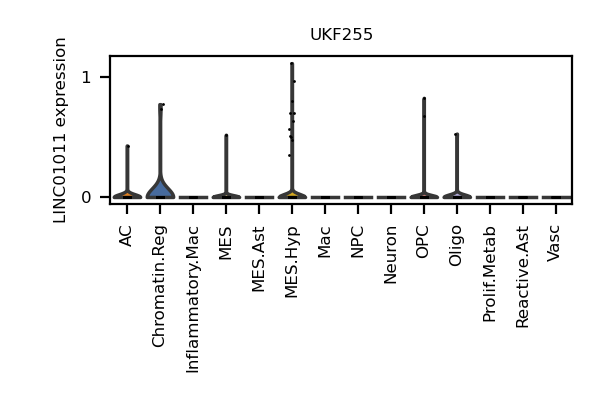 UKF255
LINC01011 expression
1
0
AC
Chromatin.Reg
Inflammatory.Mac
MES
MES.Ast
MES.Hyp
Mac
NPC
Neuron
OPC
Oligo
Prolif.Metab
Reactive.Ast
Vasc